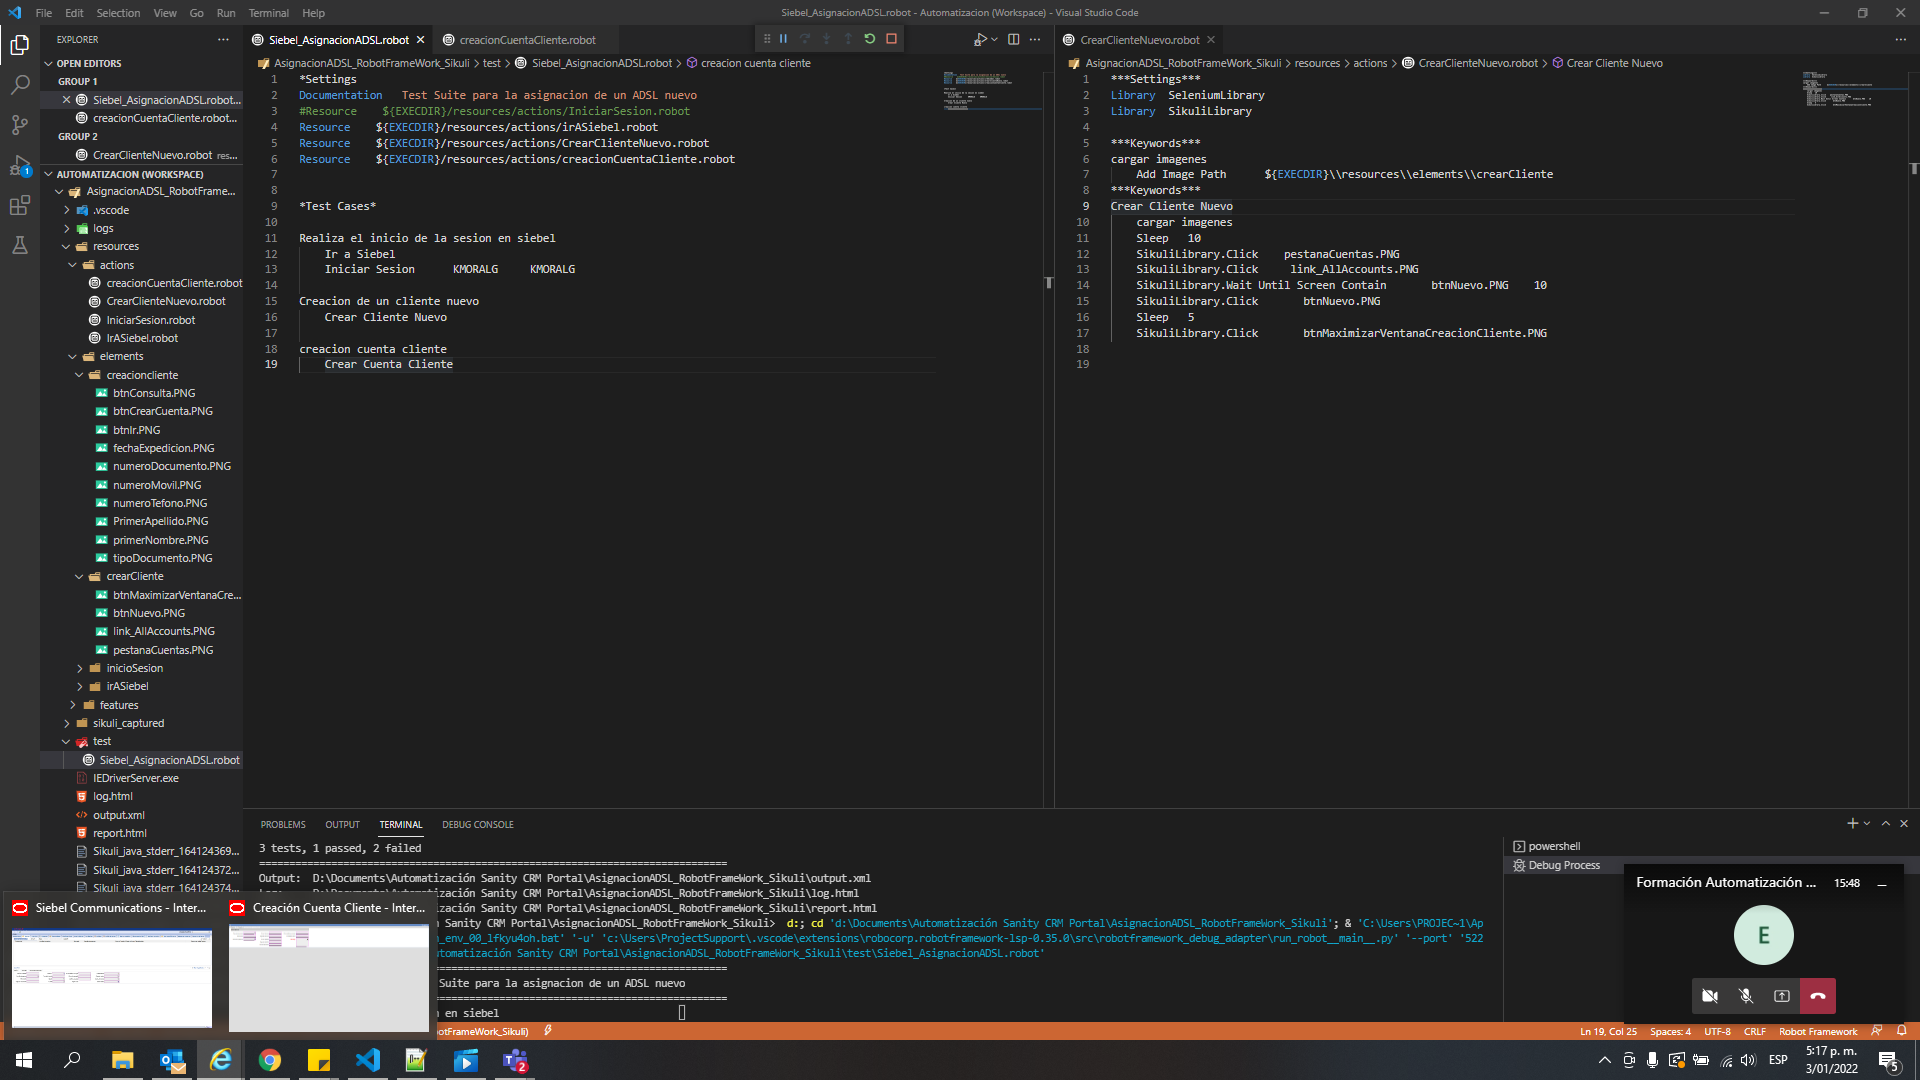 File Edit Selection View Go Run Terminal Help
Siebel_AsignacionADSL.robot - Automatizacion (Workspace) - Visual Studio Code
EXPLORER
OPEN EDITORS
GROUP 1
Siebel_AsignacionADSL.robot...
creacionCuentaCliente.robot...
GROUP 2
CrearClienteNuevo.robot res...
AUTOMATIZACION (WORKSPACE)
AsignacionADSL_RobotFrame...
.vscode
logs
resources
actions
creacionCuentaCliente.robot
CrearClienteNuevo.robot
IniciarSesion.robot
IrASiebel.robot
elements
creacioncliente
btnConsulta.PNG
btnCrearCuenta.PNG
btnIr.PNG
fechaExpedicion.PNG
numeroDocumento.PNG
numeroMovil.PNG
numeroTefono.PNG
PrimerApellido.PNG
primerNombre.PNG
tipoDocumento.PNG
crearCliente
btnMaximizarVentanaCre...
btnNuevo.PNG
link_AllAccounts.PNG
pestanaCuentas.PNG
inicioSesion
irASiebel
features
sikuli_captured
test
Siebel_AsignacionADSL.robot
IEDriverServer.exe
log.html
output.xml
report.html
Sikuli_java_stderr_164124369...
Sikuli_java_stderr_164124372...
Sikuli_java_stderr_164124374...
Siebel_AsignacionADSL.robot
creacionCuentaCliente.robot
AsignacionADSL_RobotFrameWork_Sikuli > test > Siebel_AsignacionADSL.robot > creacion cuenta cliente
1 *Settings
2 Documentation Test Suite para la asignacion de un ADSL nuevo
3 #Resource ${EXECDIR}/resources/actions/IniciarSesion.robot
4 Resource ${EXECDIR}/resources/actions/irASiebel.robot
5 Resource ${EXECDIR}/resources/actions/CrearClienteNuevo.robot
6 Resource ${EXECDIR}/resources/actions/creacionCuentaCliente.robot
7
8
9 *Test Cases*
10
11 Realiza el inicio de la sesion en siebel
12 Ir a Siebel
13 Iniciar Sesion KMORALG KMORALG
14
15 Creacion de un cliente nuevo
16 Crear Cliente Nuevo
17
18 creacion cuenta cliente
19 Crear Cuenta Cliente
CrearClienteNuevo.robot
AsignacionADSL_RobotFrameWork_Sikuli > resources > actions > CrearClienteNuevo.robot > Crear Cliente Nuevo
1 ***Settings***
2 Library SeleniumLibrary
3 Library SikuliLibrary
4
5 ***Keywords***
6 cargar imagenes
7 Add Image Path ${EXECDIR}\\resources\\elements\\crearCliente
8 ***Keywords***
9 Crear Cliente Nuevo
10 cargar imagenes
11 Sleep 10
12 SikuliLibrary.Click pestanaCuentas.PNG
13 SikuliLibrary.Click link_AllAccounts.PNG
14 SikuliLibrary.Wait Until Screen Contain btnNuevo.PNG 10
15 SikuliLibrary.Click btnNuevo.PNG
16 Sleep 5
17 SikuliLibrary.Click btnMaximizarVentanaCreacionCliente.PNG
18
19
PROBLEMS OUTPUT TERMINAL DEBUG CONSOLE
3 tests, 1 passed, 2 failed
==============================================================================
Output: D:\Documents\Automatización Sanity CRM Portal\AsignacionADSL_RobotFrameWork_Sikuli\output.xml
D:\Documents\Automatización Sanity CRM Portal\AsignacionADSL_RobotFrameWork_Sikuli\log.html
ización Sanity CRM Portal\AsignacionADSL_RobotFrameWork_Sikuli\report.html
n Sanity CRM Portal\AsignacionADSL_RobotFrameWork_Sikuli> d:; cd 'd:\Documents\Automatización Sanity CRM Portal\AsignacionADSL_RobotFrameWork_Sikuli'; & 'C:\Users\PROJEC~1\Ap
n_env_00_lfkyu4oh.bat' '-u' 'c:\Users\ProjectSupport\.vscode\extensions\robocorp.robotframework-lsp-0.35.0\src\robotframework_debug_adapter\run_robot__main__.py' '--port' '522
utomatización Sanity CRM Portal\AsignacionADSL_RobotFrameWork_Sikuli\test\Siebel_AsignacionADSL.robot'
==============================================================================
Suite para la asignacion de un ADSL nuevo
==============================================================================
n en siebel
powershell
Debug Process
Formación Automatización ... 15:48
E
Siebel Communications - Inter...
Creación Cuenta Cliente - Inter...
otFrameWork_Sikuli)
Ln 19, Col 25 Spaces: 4 UTF-8 CRLF Robot Framework
ESP
5:17 p. m.
3/01/2022
5
2
1